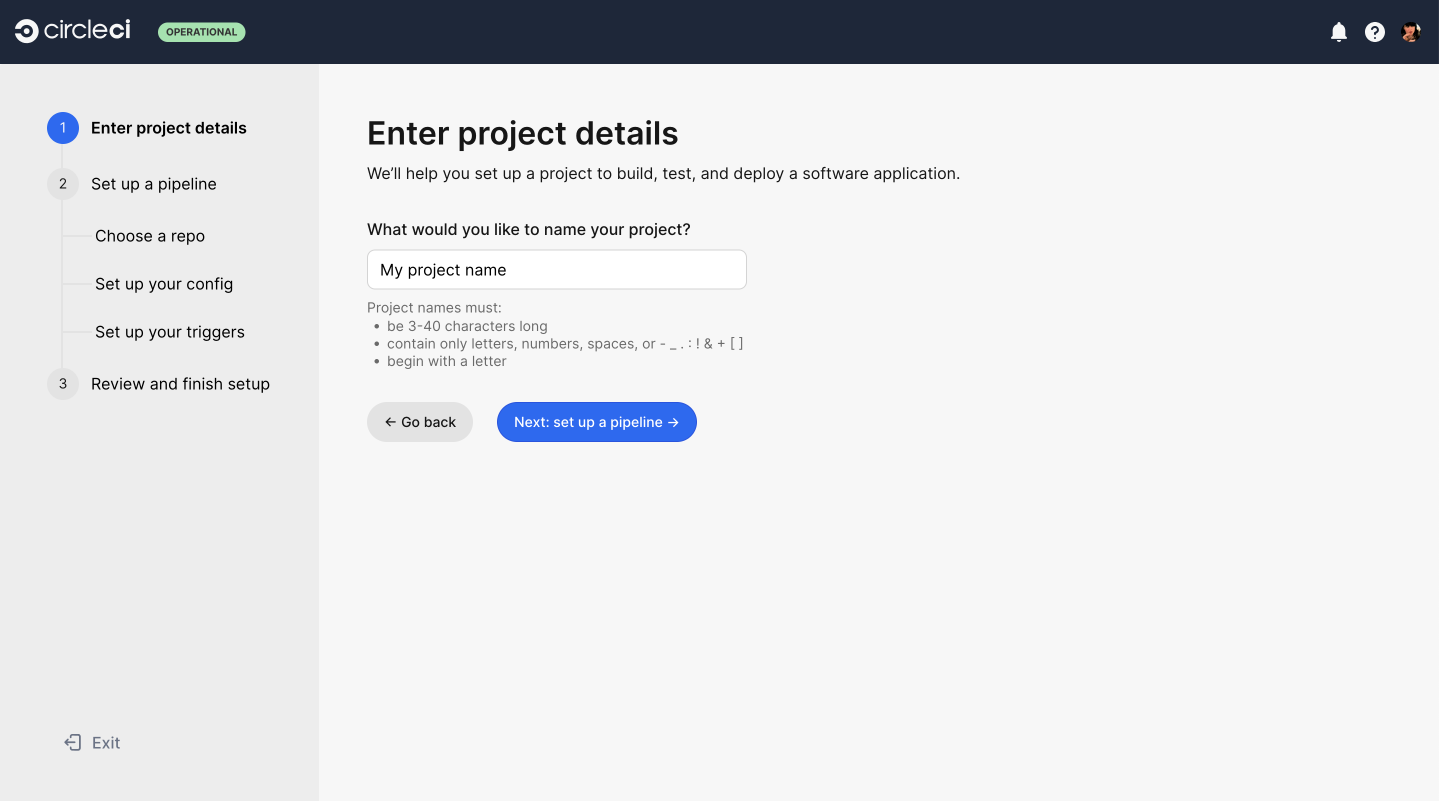 circleci
OPERATIONAL
1 Enter project details
2 Set up a pipeline
Choose a repo
Set up your config
Set up your triggers
3 Review and finish setup
Exit
Enter project details
We’ll help you set up a project to build, test, and deploy a software application.
What would you like to name your project?
My project name
Project names must:
• be 3-40 characters long
• contain only letters, numbers, spaces, or - _ . : ! & + [ ]
• begin with a letter
← Go back
Next: set up a pipeline →